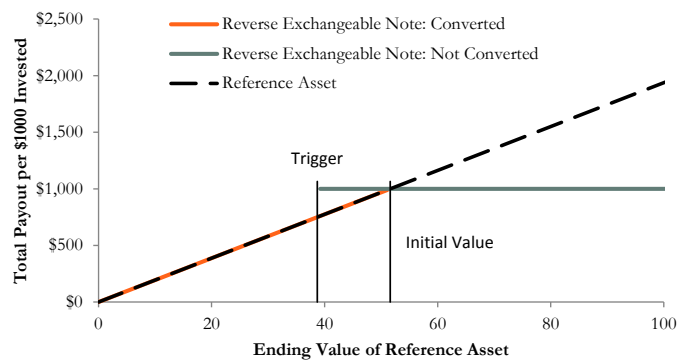 $2,500
Reverse Exchangeable Note: Converted
Reverse Exchangeable Note: Not Converted
$2,000
Reference Asset
$1,500
Trigger
$1,000
$500
Initial Value
$0
0 20 40 60 80 100
Total Payout per $1000 Invested
Ending Value of Reference Asset